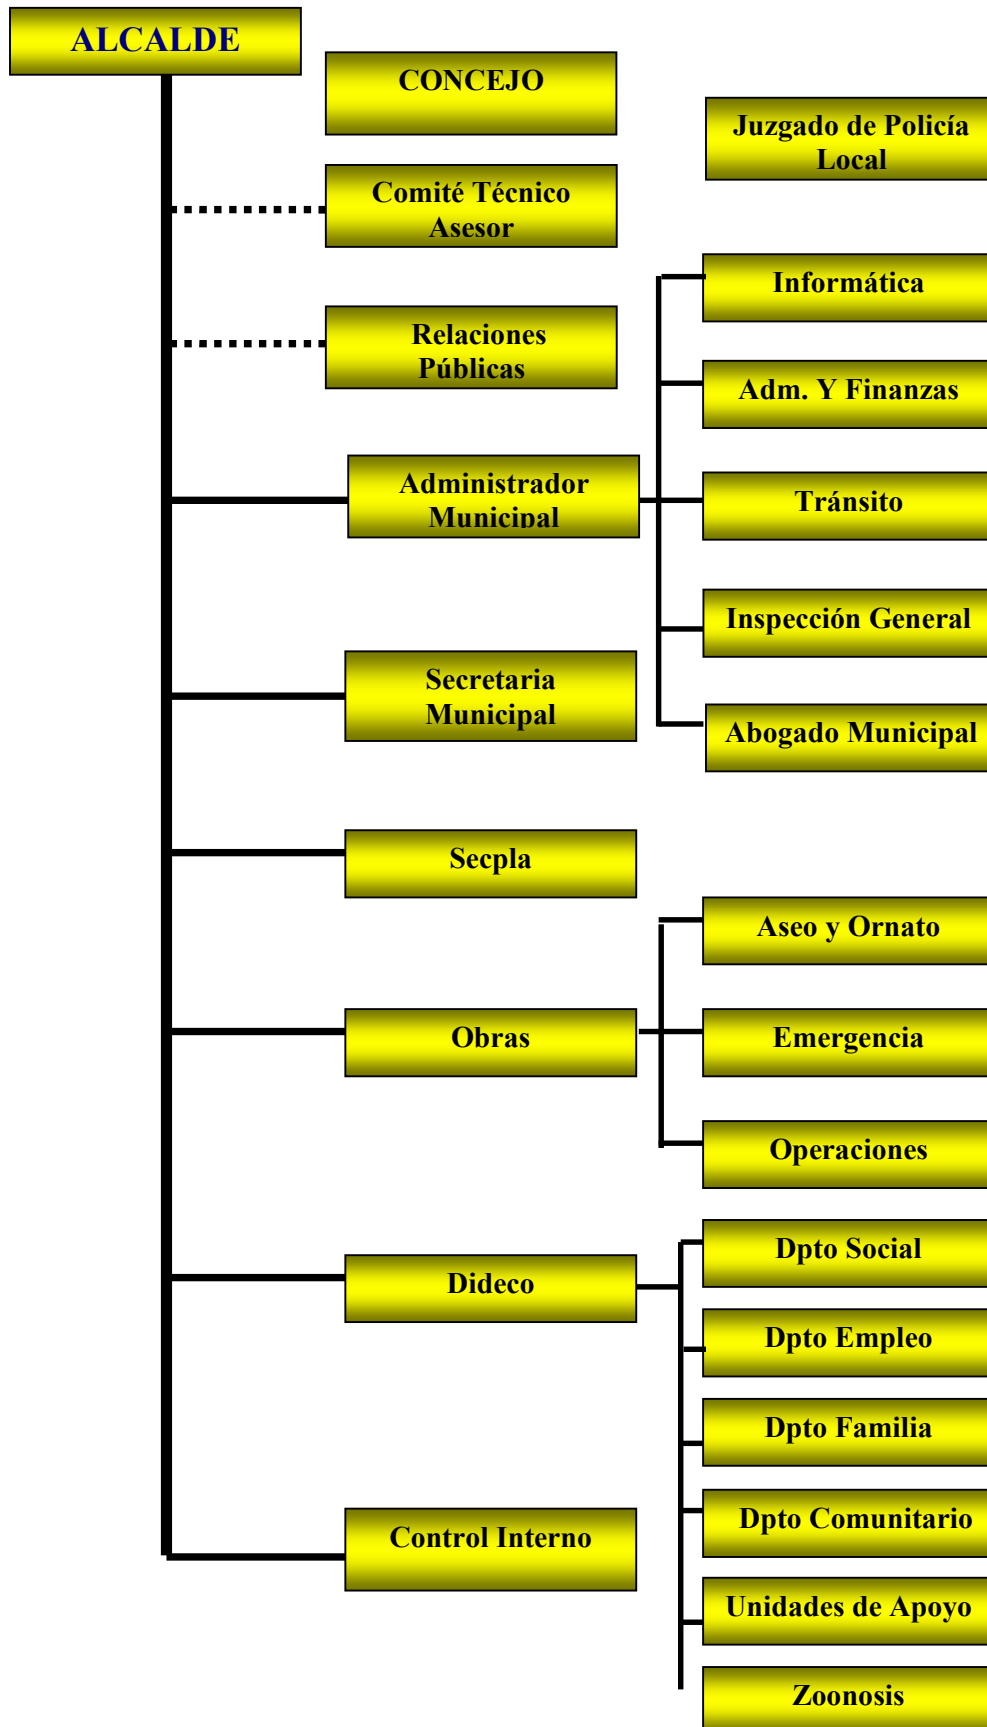 ALCALDE
CONCEJO
Juzgado de Policía
Local
Comité Técnico
Asesor
Relaciones
Públicas
Administrador
Municipal
Informática
Adm. Y Finanzas
Tránsito
Inspección General
Abogado Municipal
Secretaria
Municipal
Secpla
Obras
Aseo y Ornato
Emergencia
Operaciones
Dideco
Dpto Social
Dpto Empleo
Dpto Familia
Dpto Comunitario
Unidades de Apoyo
Zoonosis
Control Interno